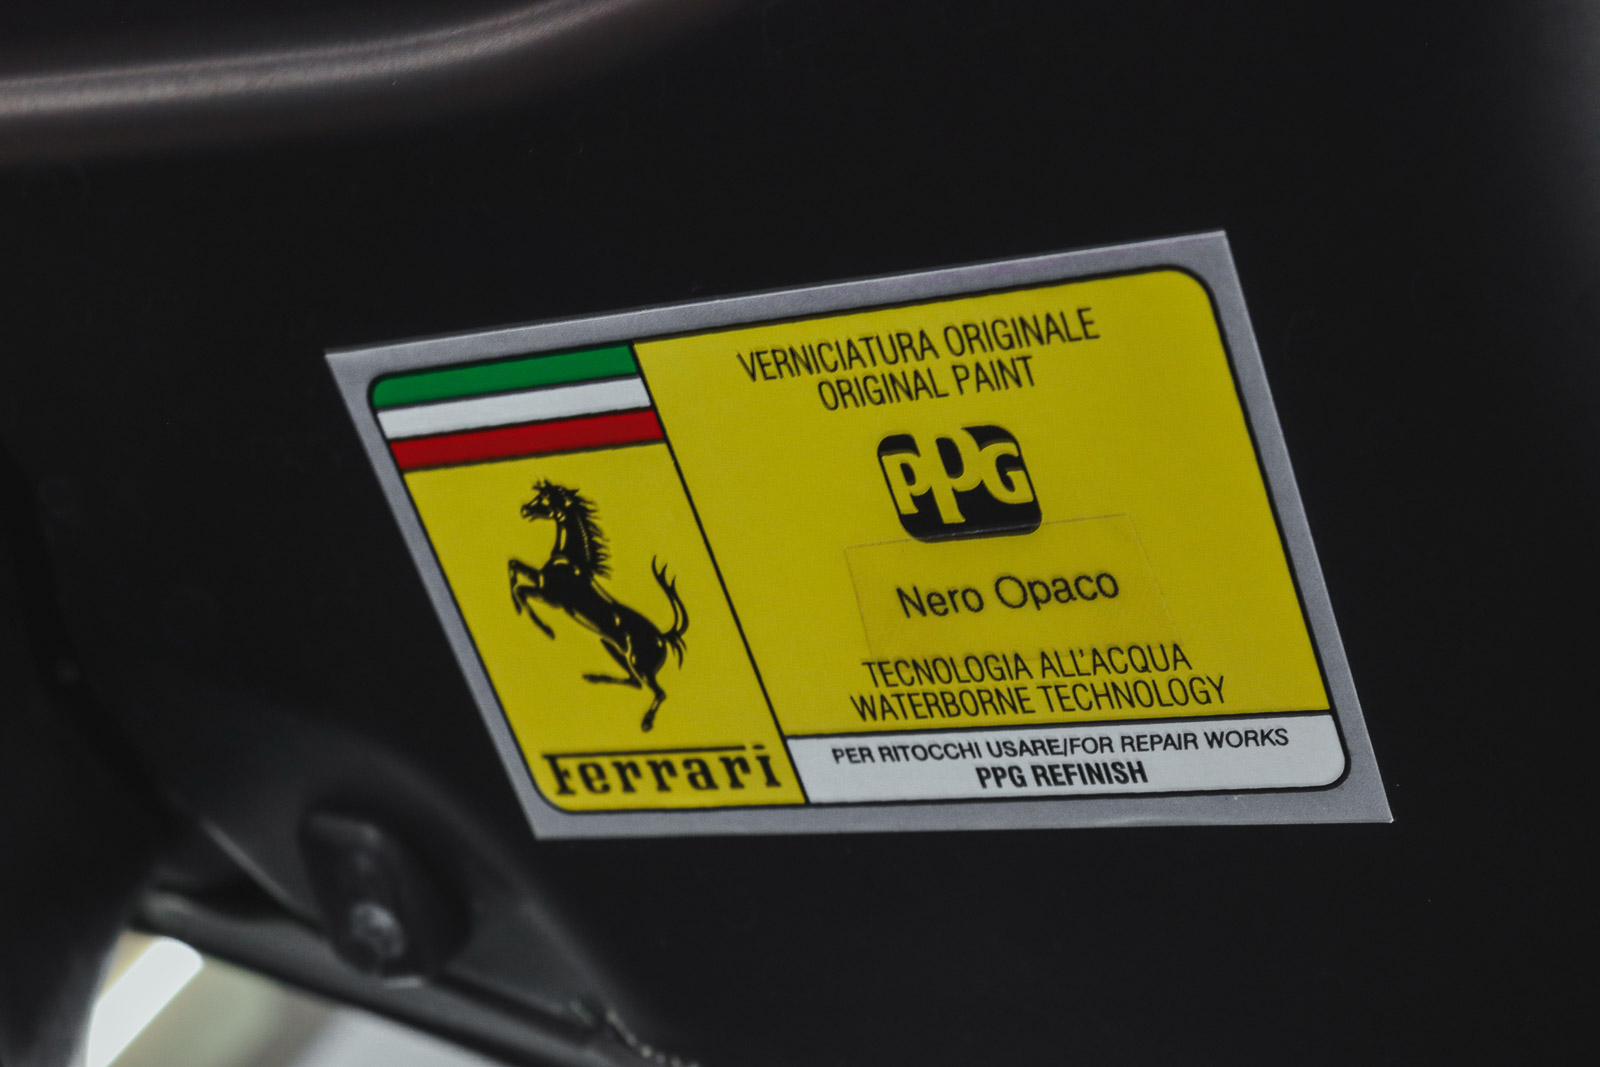 Ferrari
VERNICIATURA ORIGINALE
ORIGINAL PAINT
PPG
Nero Opaco
TECNOLOGIA ALL'ACQUA
WATERBORNE TECHNOLOGY
PER RITOCCHI USARE/FOR REPAIR WORKS
PPG REFINISH